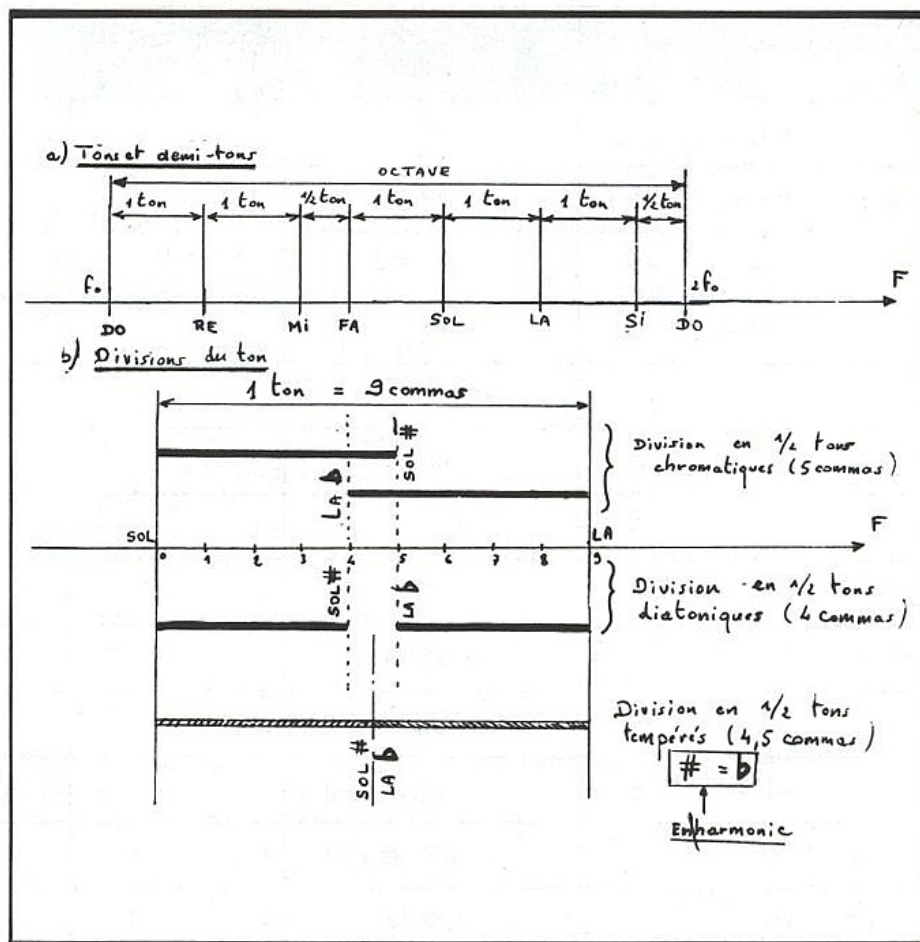 a) Tons et demi-tons
OCTAVE
1 ton 1 ton 1/2 ton 1 ton 1 ton 1 ton 1/2 ton
f₀ 2f₀ F
DO RE Mi FA SOL LA Si DO
b) Divisions du ton
1 ton = 9 commas
SOL #
LA b
Division en 1/2 tons
chromatiques (5 commas)
SOL LA F
0 1 2 3 4 5 6 7 8 9
SOL #
LA b
Division en 1/2 tons
diatoniques (4 commas)
Division en 1/2 tons
tempérés (4,5 commas)
SOL #
LA b
# = b
Enharmonic